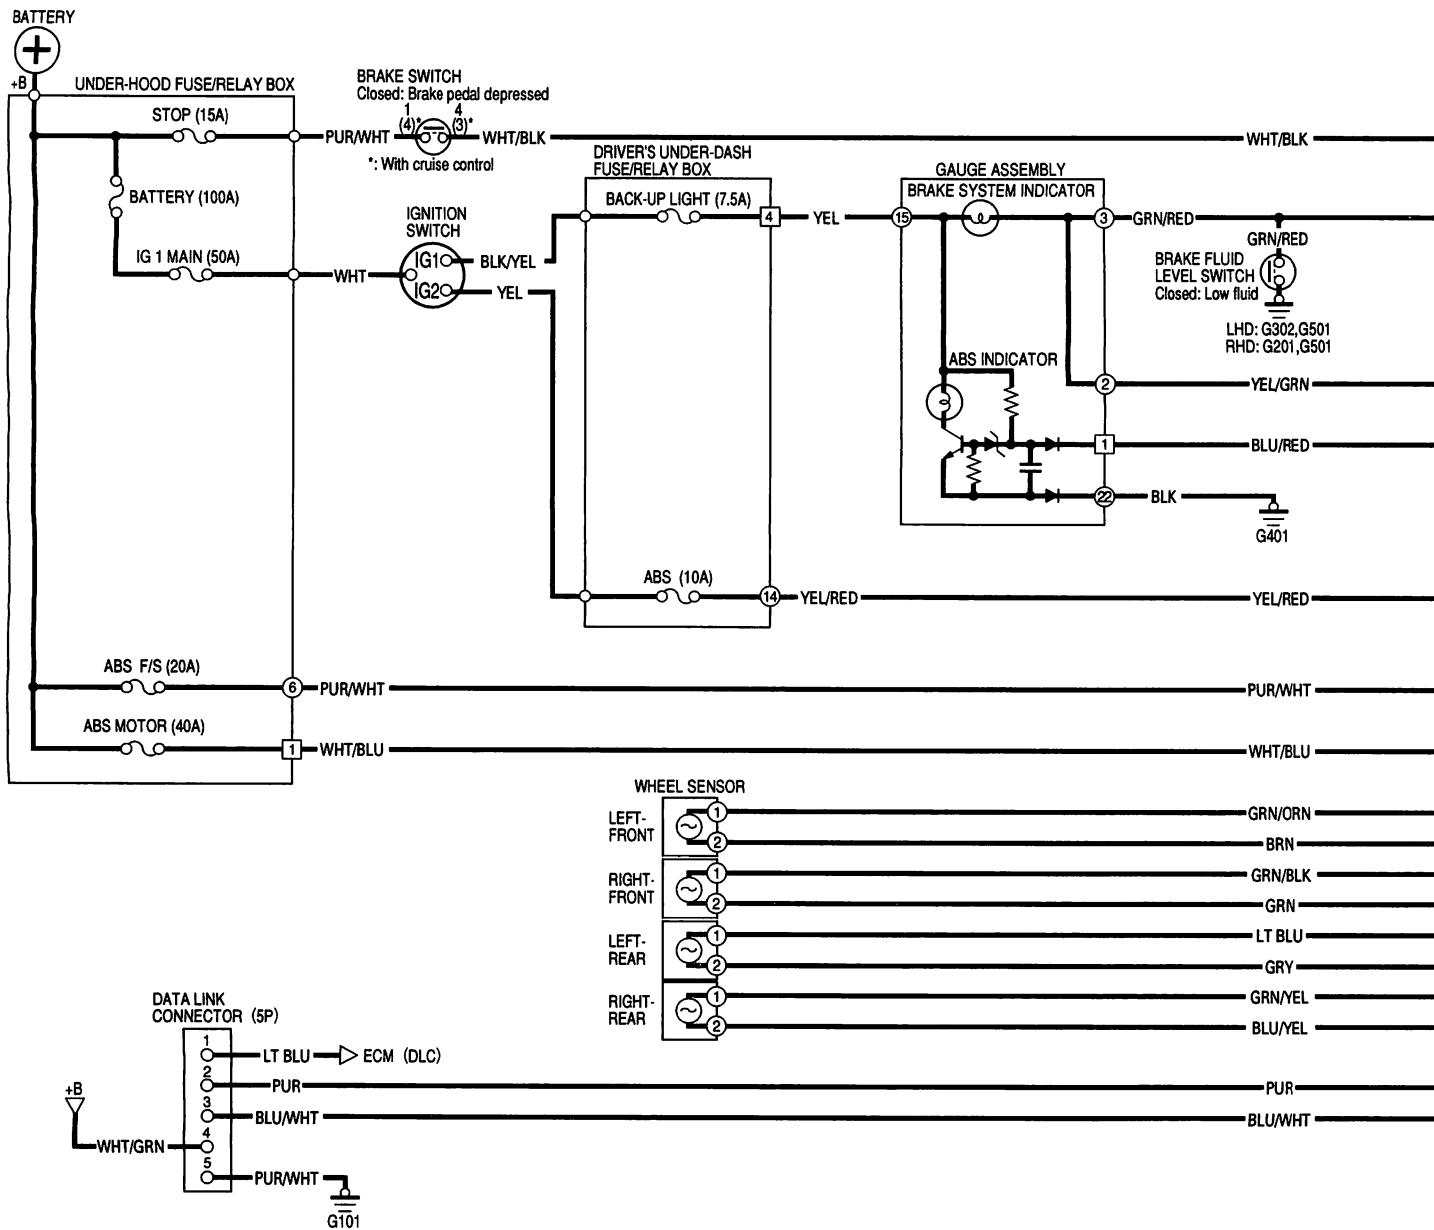 BATTERY
+B
UNDER-HOOD FUSE/RELAY BOX
STOP (15A)
BATTERY (100A)
IG 1 MAIN (50A)
PUR/WHT
BRAKE SWITCH
Closed: Brake pedal depressed
1 4
(4)* (3)*
WHT/BLK
WHT/BLK
*: With cruise control
IGNITION
SWITCH
WHT
IG1
IG2
BLK/YEL
YEL
DRIVER'S UNDER-DASH
FUSE/RELAY BOX
BACK-UP LIGHT (7.5A)
4
YEL
GAUGE ASSEMBLY
BRAKE SYSTEM INDICATOR
15
3
GRN/RED
GRN/RED
BRAKE FLUID
LEVEL SWITCH
Closed: Low fluid
LHD: G302,G501
RHD: G201,G501
ABS INDICATOR
2
YEL/GRN
1
BLU/RED
22
BLK
G401
ABS (10A)
14
YEL/RED
YEL/RED
ABS F/S (20A)
6
PUR/WHT
PUR/WHT
ABS MOTOR (40A)
1
WHT/BLU
WHT/BLU
WHEEL SENSOR
LEFT-
FRONT
1
GRN/ORN
2
BRN
RIGHT-
FRONT
1
GRN/BLK
2
GRN
LEFT-
REAR
1
LT BLU
2
GRY
RIGHT-
REAR
1
GRN/YEL
2
BLU/YEL
DATA LINK
CONNECTOR (5P)
1
LT BLU
ECM (DLC)
2
PUR
PUR
3
BLU/WHT
BLU/WHT
+B
WHT/GRN
4
5
PUR/WHT
G101